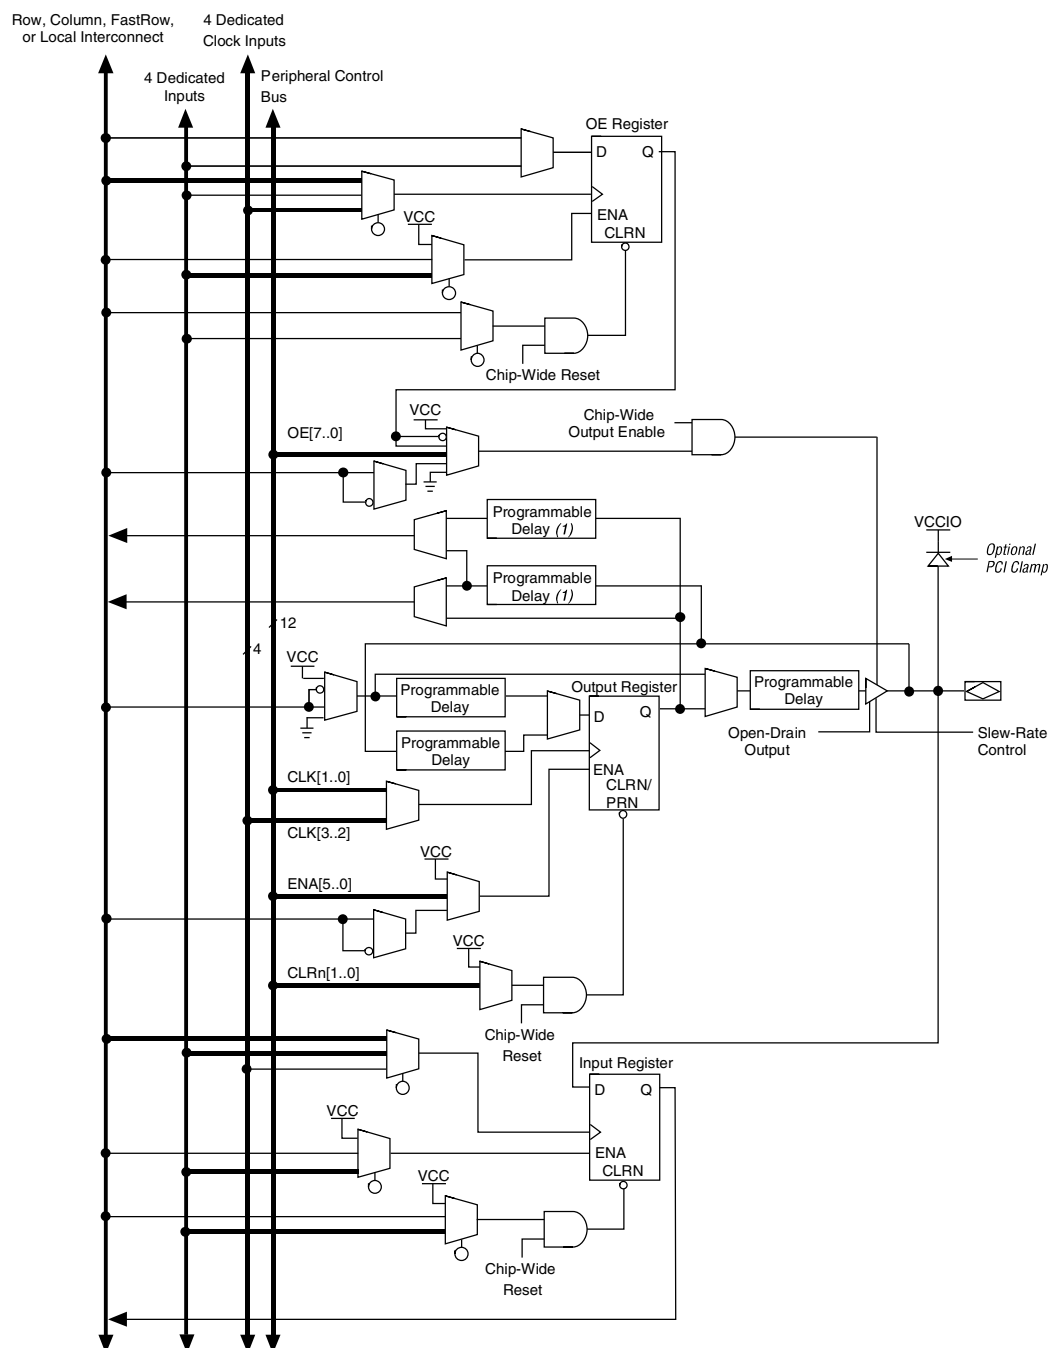 Row, Column, FastRow,
or Local Interconnect
4 Dedicated
Clock Inputs
4 Dedicated
Inputs
Peripheral Control
Bus
OE Register
D
Q
ENA
CLRN
VCC
Chip-Wide Reset
VCC
OE[7..0]
Chip-Wide
Output Enable
Programmable
Delay (1)
VCCIO
Optional
PCI Clamp
Programmable
Delay (1)
12
4
VCC
Programmable
Delay
Output Register
D
Q
ENA
CLRN/
PRN
Programmable
Delay
Programmable
Delay
Open-Drain
Output
Slew-Rate
Control
CLK[1..0]
CLK[3..2]
VCC
ENA[5..0]
VCC
CLRn[1..0]
Chip-Wide
Reset
Input Register
D
Q
ENA
CLRN
VCC
VCC
Chip-Wide
Reset